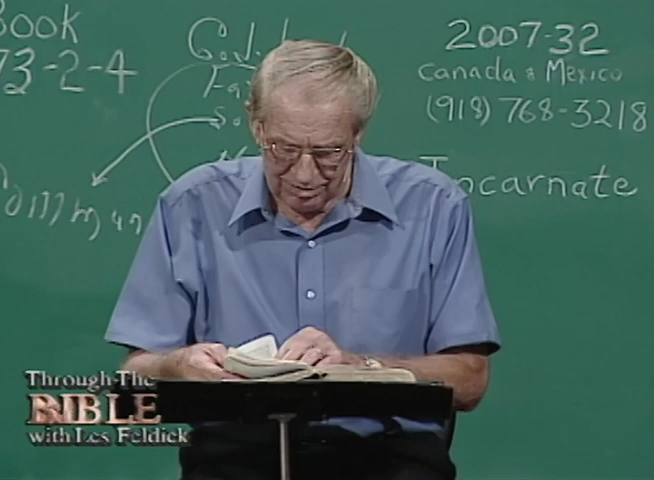 Book
73-2-4
2007-32
Canada & Mexico
(918) 768-3218
Incarnate
Through The
BIBLE
with Les Feldick